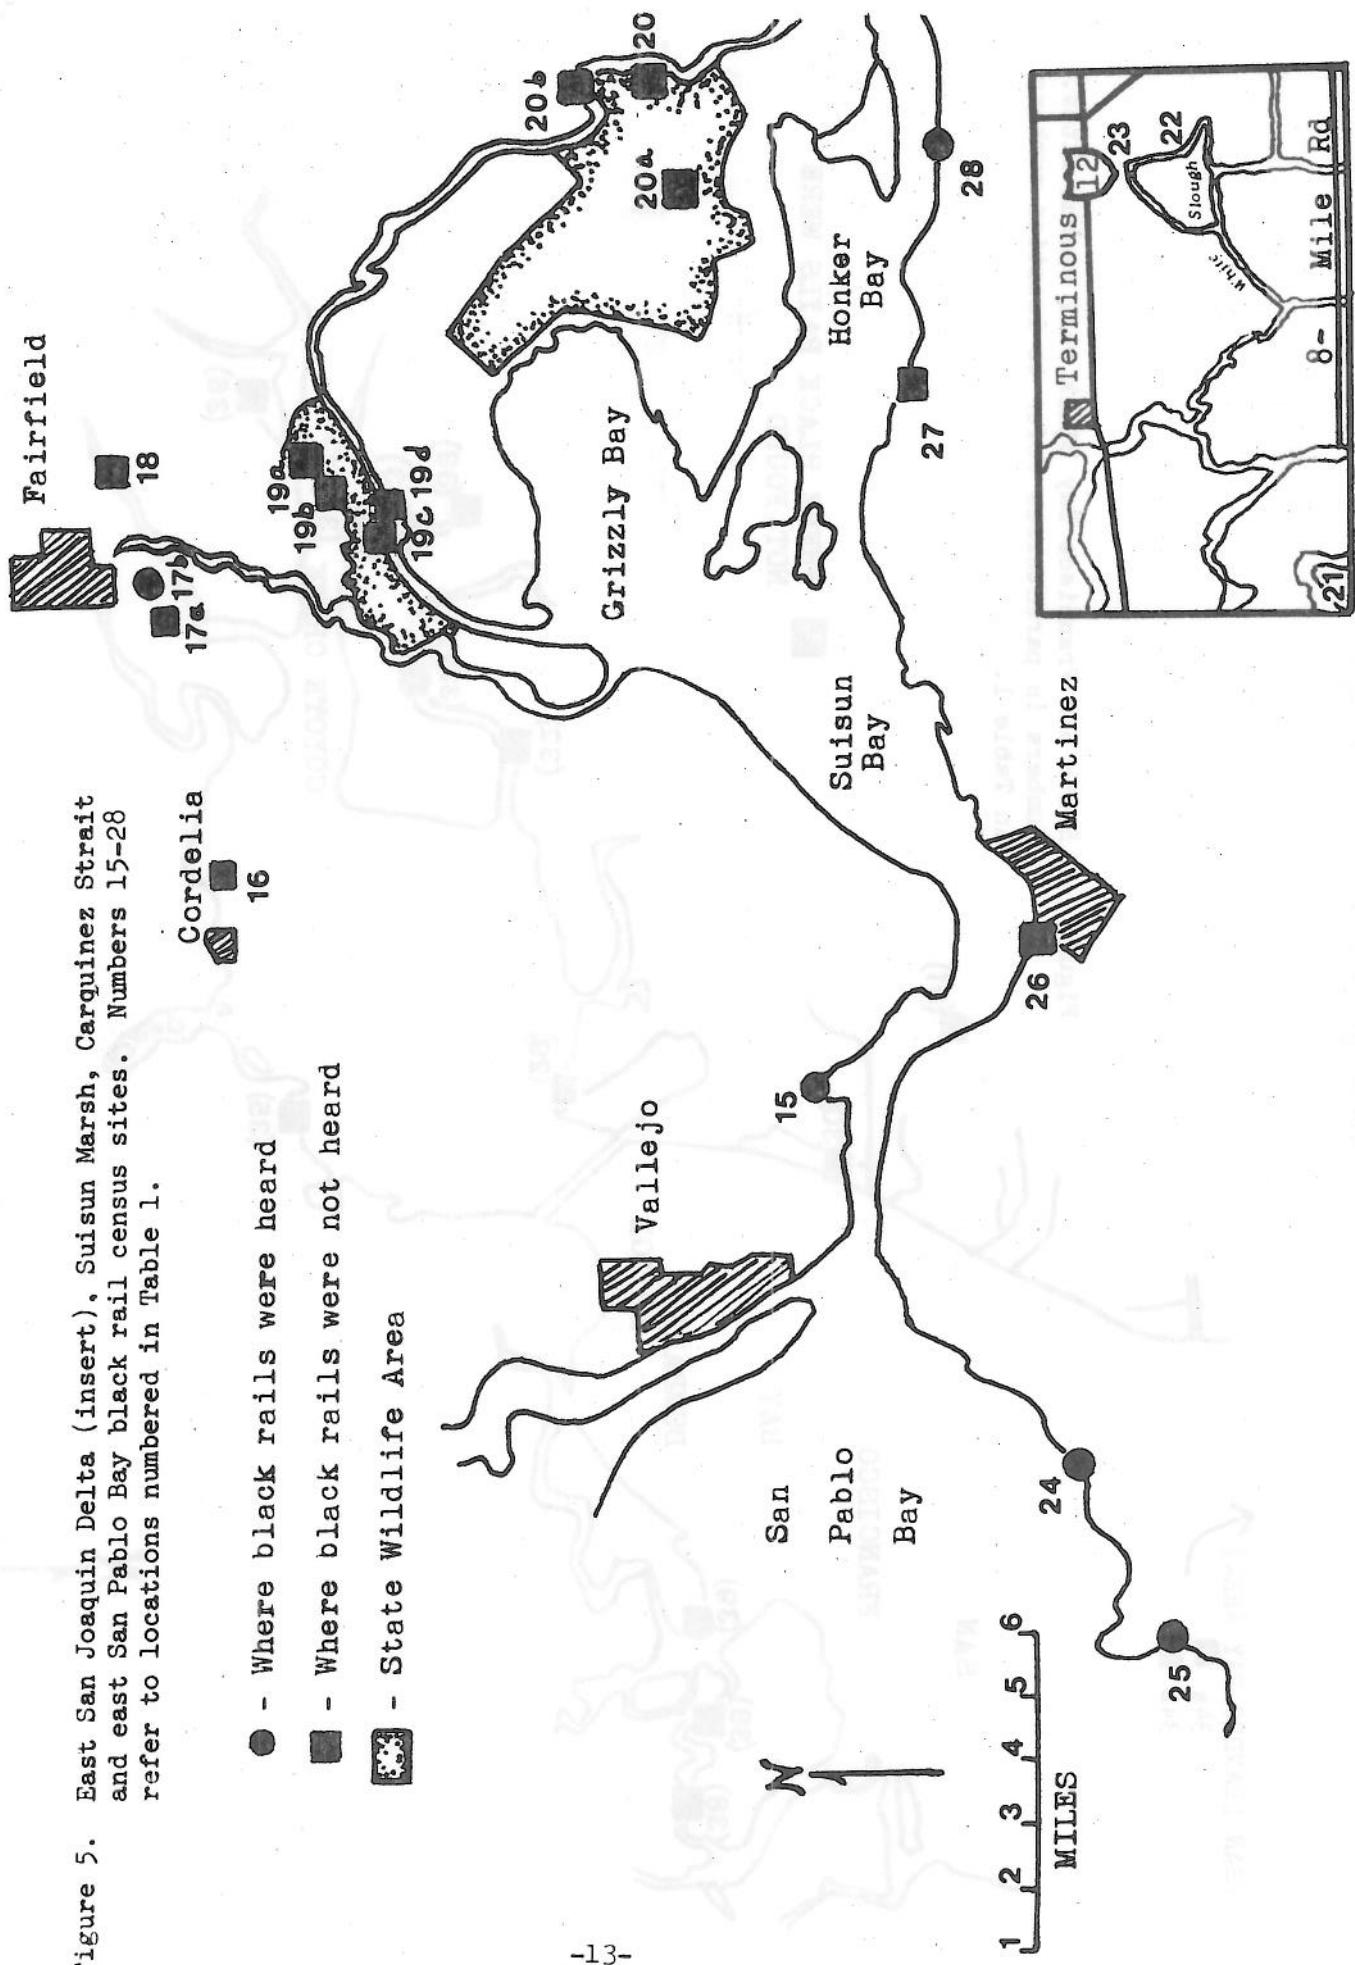 igure 5. East San Joaquin Delta (insert), Suisun Marsh, Carquinez Strait
and east San Pablo Bay black rail census sites. Numbers 15-28
refer to locations numbered in Table 1.
- Where black rails were heard
- Where black rails were not heard
- State Wildlife Area
Fairfield
18
17a
17b
Cordelia
16
19a
19b
19c
19d
20b
20
20a
Grizzly Bay
Honker
Bay
28
27
Suisun
Bay
Martinez
26
15
Vallejo
San
Pablo
Bay
24
25
N
1 2 3 4 5 6
MILES
Terminous
12
23
22
Slough
White
8- Mile Rd
21
-13-